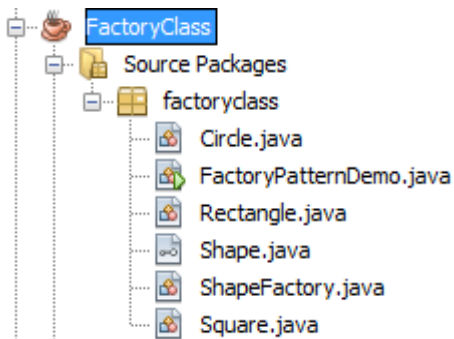 FactoryClass
Source Packages
factoryclass
Circle.java
FactoryPatternDemo.java
Rectangle.java
Shape.java
ShapeFactory.java
Square.java